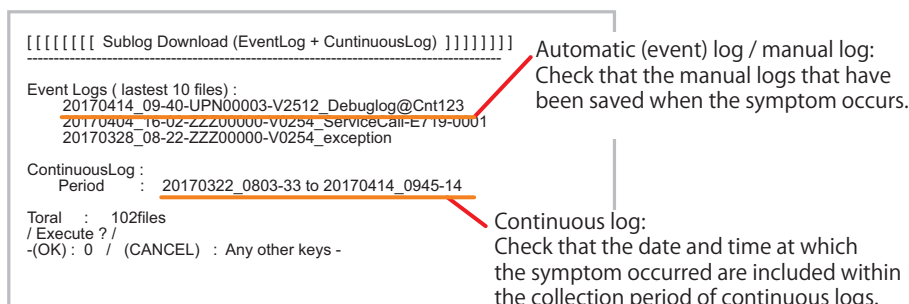 [ [ [ [ [ [ [ [ Sublog Download (EventLog + CuntinuousLog) ] ] ] ] ] ] ] ]
--------------------------------------------------------------------------------------------
Event Logs ( lastest 10 files) :
20170414_09-40-UPN00003-V2512_Debuglog@Cnt123
20170404_16-02-ZZZ00000-V0254_ServiceCall-E719-0001
20170328_08-22-ZZZ00000-V0254_exception
ContinuousLog :
Period : 20170322_0803-33 to 20170414_0945-14
Toral : 102files
/ Execute ? /
-(OK) : 0 / (CANCEL) : Any other keys -
Automatic (event) log / manual log:
Check that the manual logs that have
been saved when the symptom occurs.
Continuous log:
Check that the date and time at which
the symptom occurred are included within
the collection period of continuous logs.